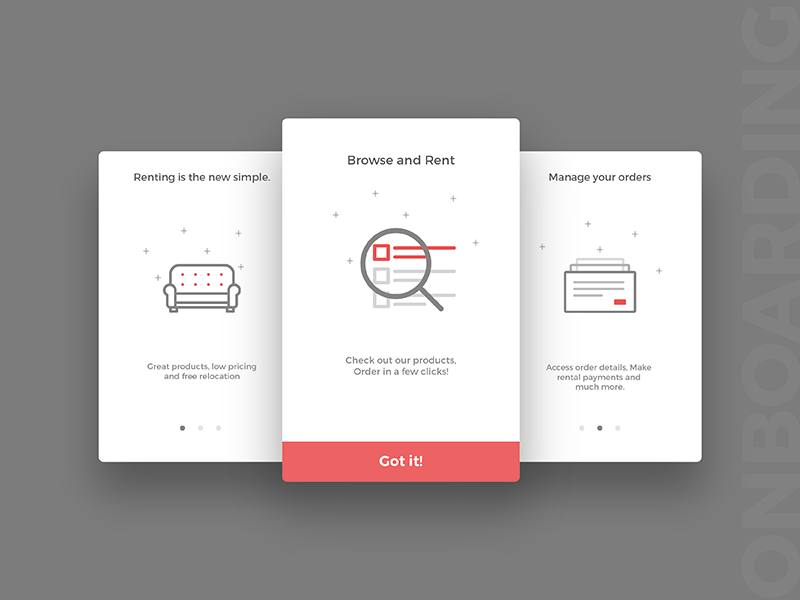 Renting is the new simple.
Great products, low pricing
and free relocation
Browse and Rent
Check out our products,
Order in a few clicks!
Got it!
Manage your orders
Access order details, Make
rental payments and
much more.
ONBOARDING